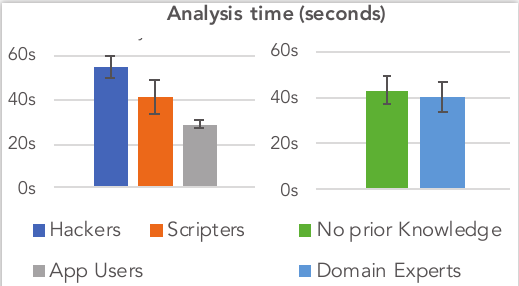 Analysis time (seconds)
60s
40s
20s
0s
60s
40s
20s
0s
Hackers
Scripters
App Users
No prior Knowledge
Domain Experts